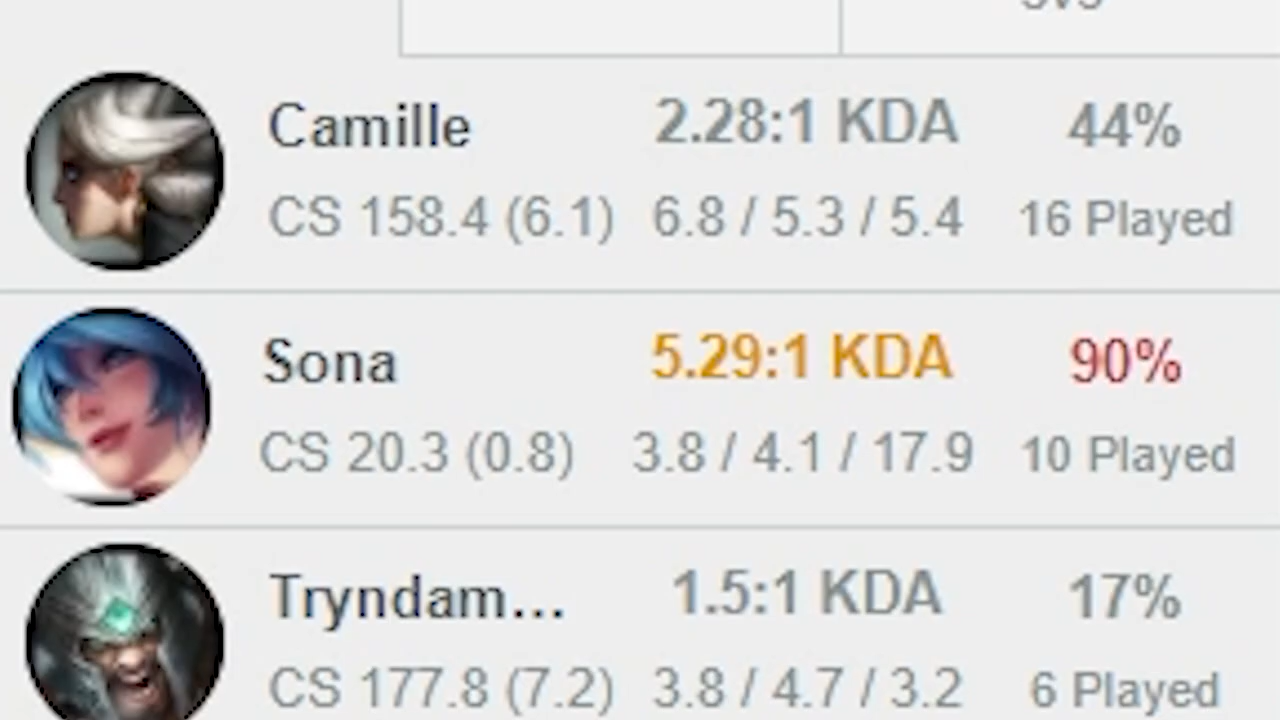 Camille 2.28:1 KDA 44%
CS 158.4 (6.1) 6.8 / 5.3 / 5.4 16 Played
Sona 5.29:1 KDA 90%
CS 20.3 (0.8) 3.8 / 4.1 / 17.9 10 Played
Tryndam... 1.5:1 KDA 17%
CS 177.8 (7.2) 3.8 / 4.7 / 3.2 6 Played